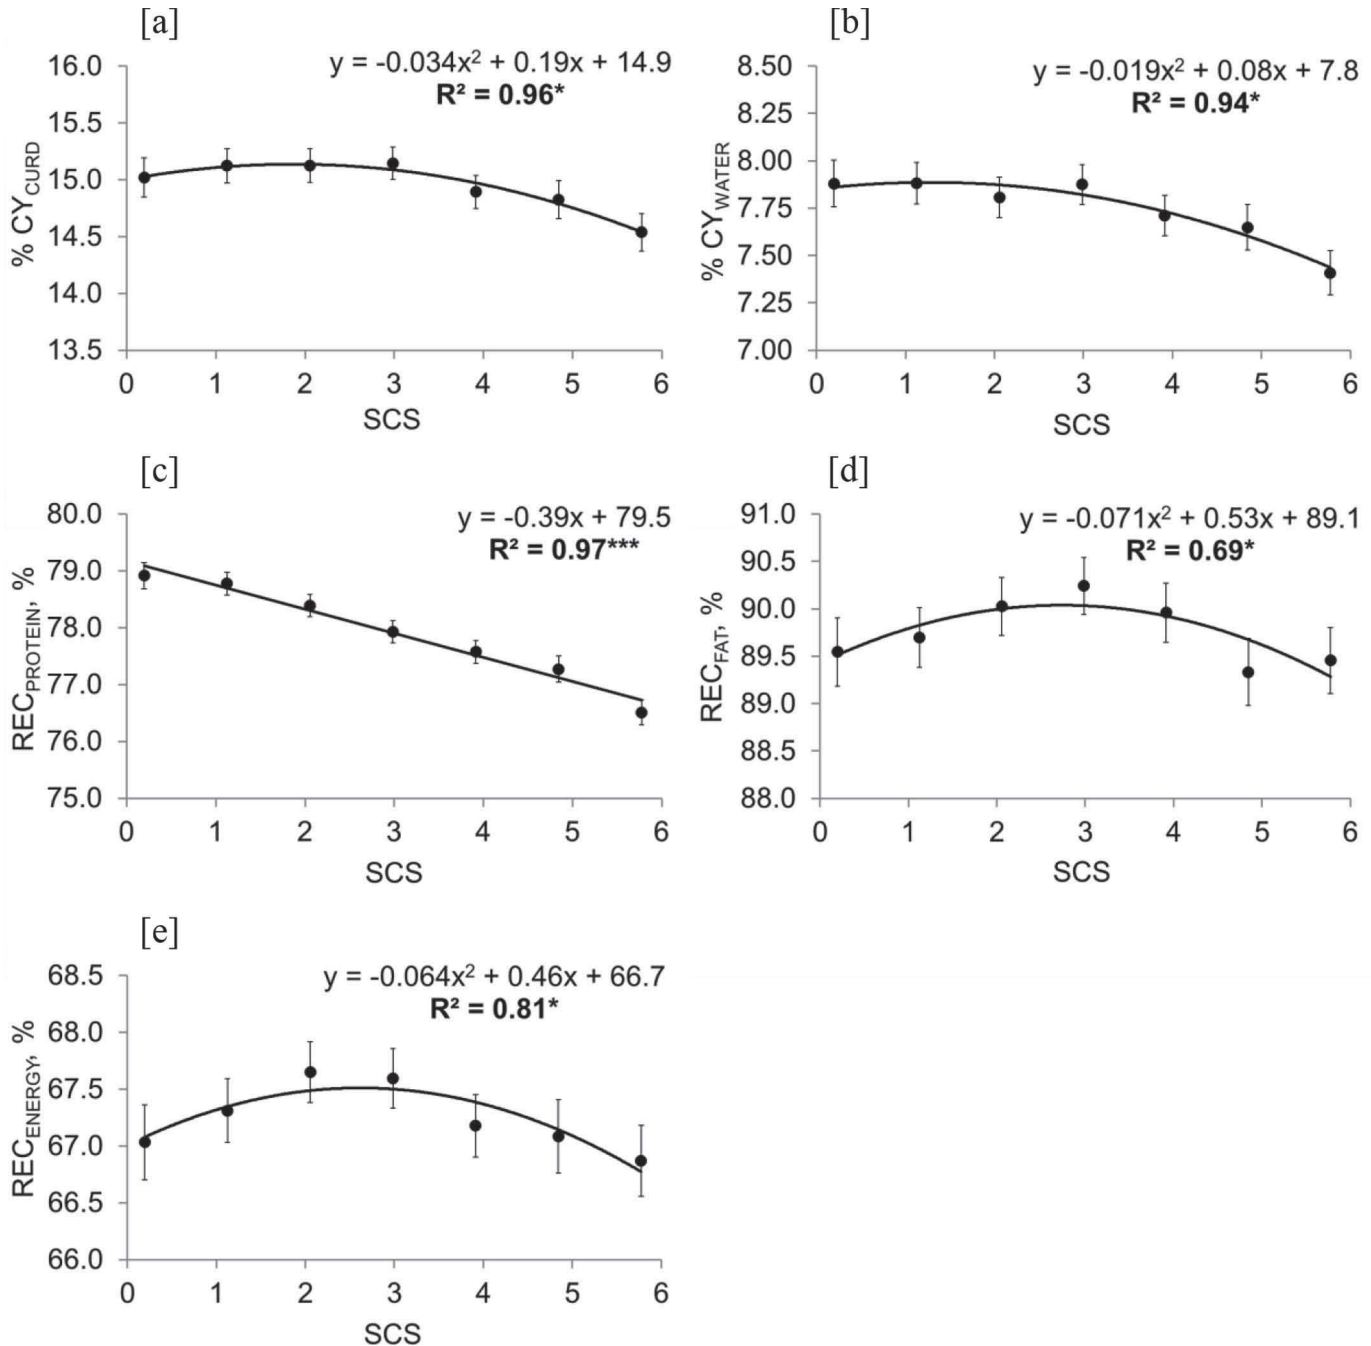 [a]
y = -0.034x² + 0.19x + 14.9
R² = 0.96*
% CY_CURD
16.0
15.5
15.0
14.5
14.0
13.5
0 1 2 3 4 5 6
SCS
[b]
y = -0.019x² + 0.08x + 7.8
R² = 0.94*
% CY_WATER
8.50
8.25
8.00
7.75
7.50
7.25
7.00
0 1 2 3 4 5 6
SCS
[c]
y = -0.39x + 79.5
R² = 0.97***
REC_PROTEIN, %
80.0
79.0
78.0
77.0
76.0
75.0
0 1 2 3 4 5 6
SCS
[d]
y = -0.071x² + 0.53x + 89.1
R² = 0.69*
REC_FAT, %
91.0
90.5
90.0
89.5
89.0
88.5
88.0
0 1 2 3 4 5 6
SCS
[e]
y = -0.064x² + 0.46x + 66.7
R² = 0.81*
REC_ENERGY, %
68.5
68.0
67.5
67.0
66.5
66.0
0 1 2 3 4 5 6
SCS